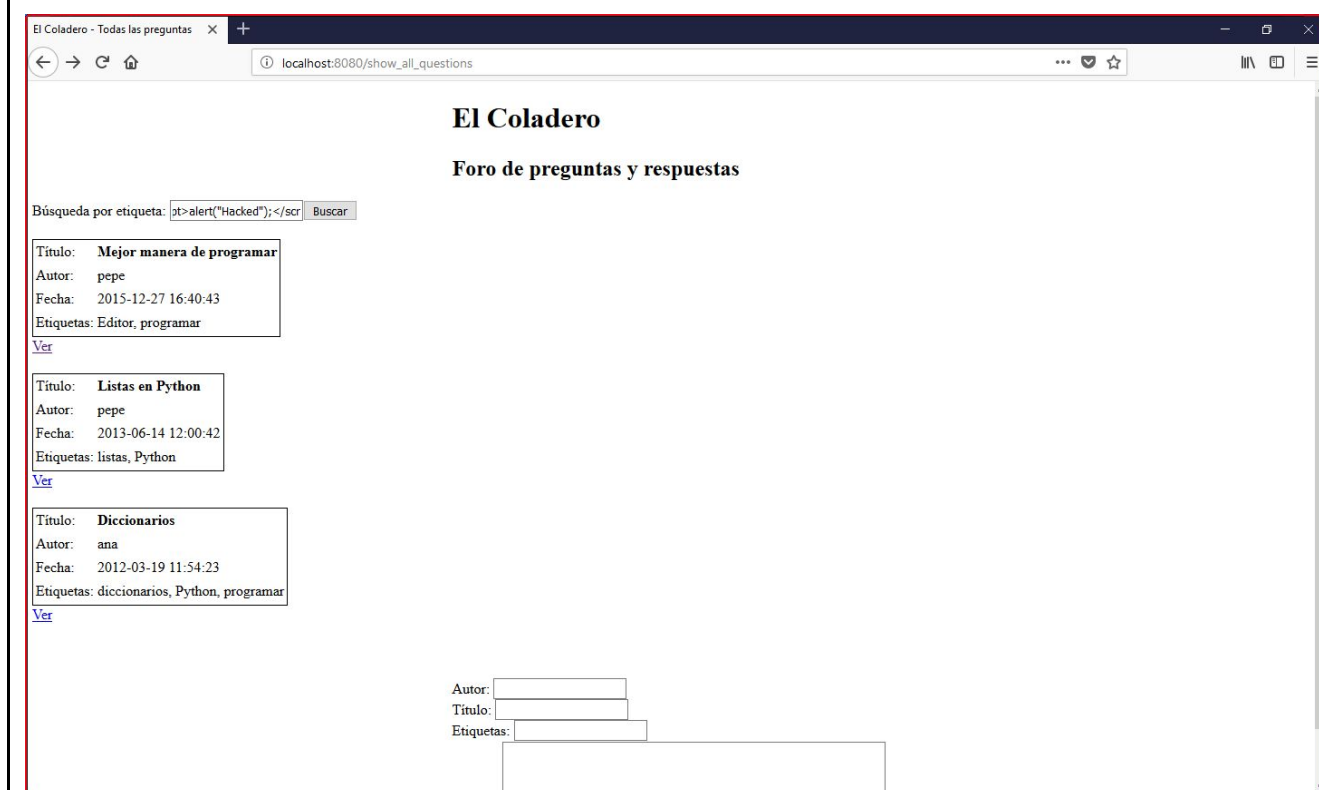 El Coladero - Todas las preguntas
localhost:8080/show_all_questions
El Coladero
Foro de preguntas y respuestas
Búsqueda por etiqueta: pt>alert("Hacked");</scr Buscar
Título: Mejor manera de programar
Autor: pepe
Fecha: 2015-12-27 16:40:43
Etiquetas: Editor, programar
Ver
Título: Listas en Python
Autor: pepe
Fecha: 2013-06-14 12:00:42
Etiquetas: listas, Python
Ver
Título: Diccionarios
Autor: ana
Fecha: 2012-03-19 11:54:23
Etiquetas: diccionarios, Python, programar
Ver
Autor:
Título:
Etiquetas: